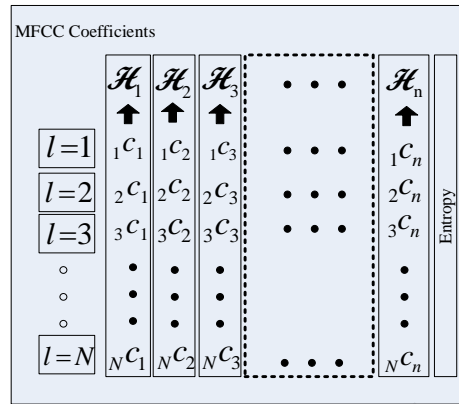 MFCC Coefficients
ℋ₁ ℋ₂ ℋ₃ • • • ℋₙ
l=1 ₁c₁ ₁c₂ ₁c₃ • • • ₁cₙ
l=2 ₂c₁ ₂c₂ ₂c₃ • • • ₂cₙ
l=3 ₃c₁ ₃c₂ ₃c₃ • • • ₃cₙ
l=N Nc₁ Nc₂ Nc₃ • • • Ncₙ
Entropy